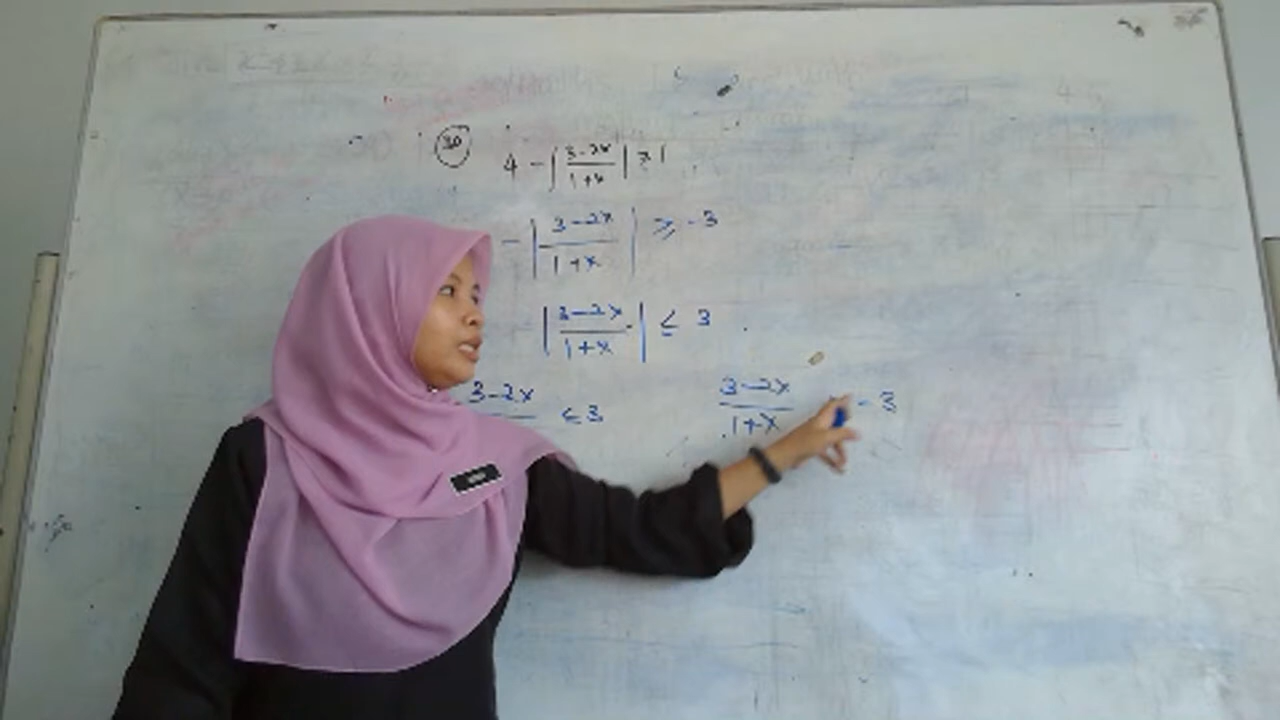 30 4 - | 3-2x / 1+x | ≥ 1
- | 3-2x / 1+x | ≥ -3
| 3-2x / 1+x | ≤ 3
3-2x ≤ 3 3-2x / 1+x -3